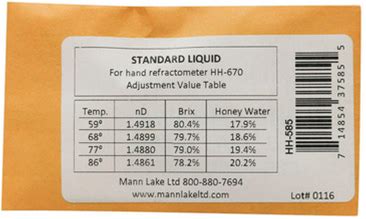 STANDARD LIQUID
For hand refractometer HH-670
Adjustment Value Table
Temp. nD Brix Honey Water
59° 1.4918 80.4% 17.9%
68° 1.4899 79.7% 18.6%
77° 1.4880 79.0% 19.4%
86° 1.4861 78.2% 20.2%
Mann Lake Ltd 800-880-7694
www.mannlakeltd.com
HH-585
7 14854 37585 5
Lot# 0116